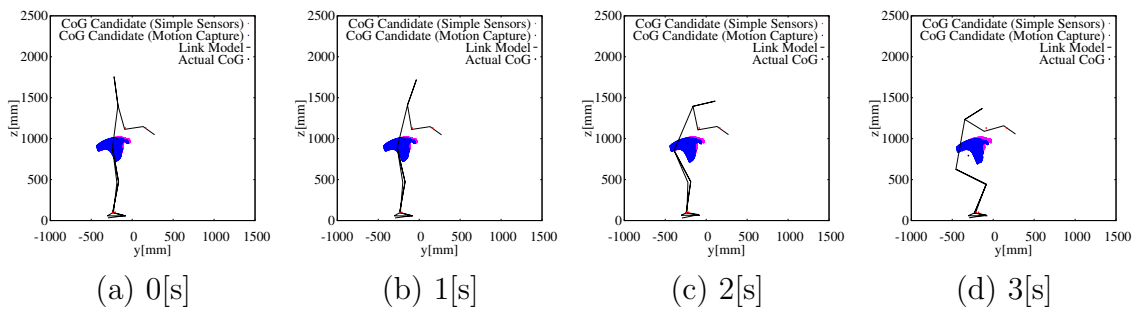 2500
CoG Candidate (Simple Sensors)
CoG Candidate (Motion Capture)
2000
Link Model
Actual CoG
1500
z[mm]
1000
500
0
-1000 -500 0 500 1000 1500
y[mm]
(a) 0[s]
2500
CoG Candidate (Simple Sensors)
CoG Candidate (Motion Capture)
2000
Link Model
Actual CoG
1500
z[mm]
1000
500
0
-1000 -500 0 500 1000 1500
y[mm]
(b) 1[s]
2500
CoG Candidate (Simple Sensors)
CoG Candidate (Motion Capture)
2000
Link Model
Actual CoG
1500
z[mm]
1000
500
0
-1000 -500 0 500 1000 1500
y[mm]
(c) 2[s]
2500
CoG Candidate (Simple Sensors)
CoG Candidate (Motion Capture)
2000
Link Model
Actual CoG
1500
z[mm]
1000
500
0
-1000 -500 0 500 1000 1500
y[mm]
(d) 3[s]